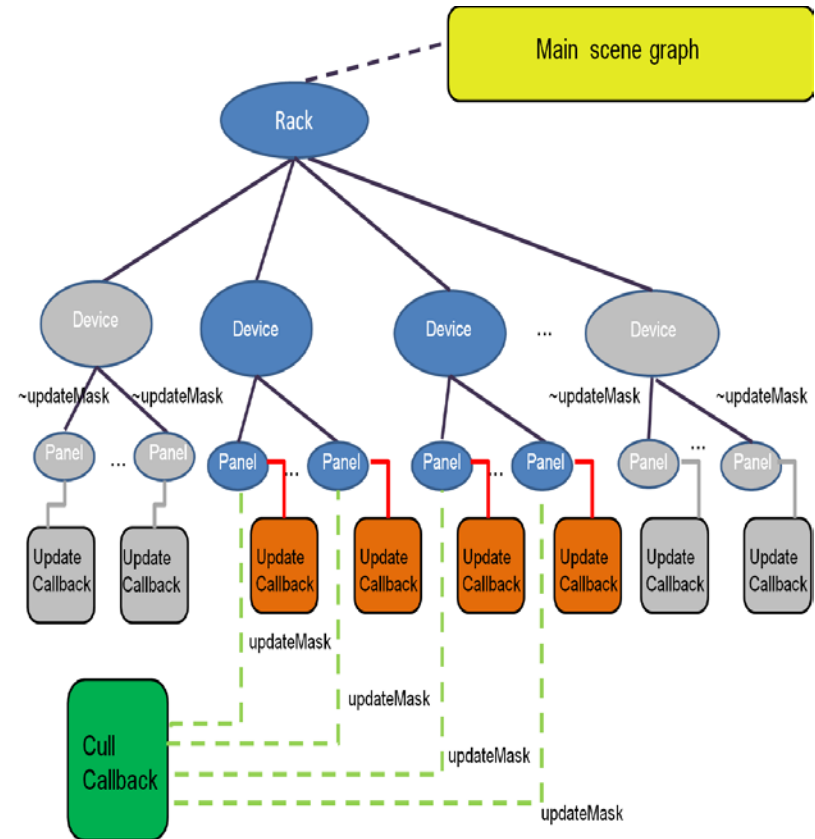 Main scene graph
Rack
Device
Device
Device
...
Device
~updateMask
~updateMask
~updateMask
~updateMask
Panel
...
Panel
Panel
...
Panel
Panel
...
Panel
Panel
...
Panel
Update
Callback
Update
Callback
Update
Callback
Update
Callback
Update
Callback
Update
Callback
Update
Callback
Update
Callback
updateMask
updateMask
updateMask
updateMask
Cull
Callback